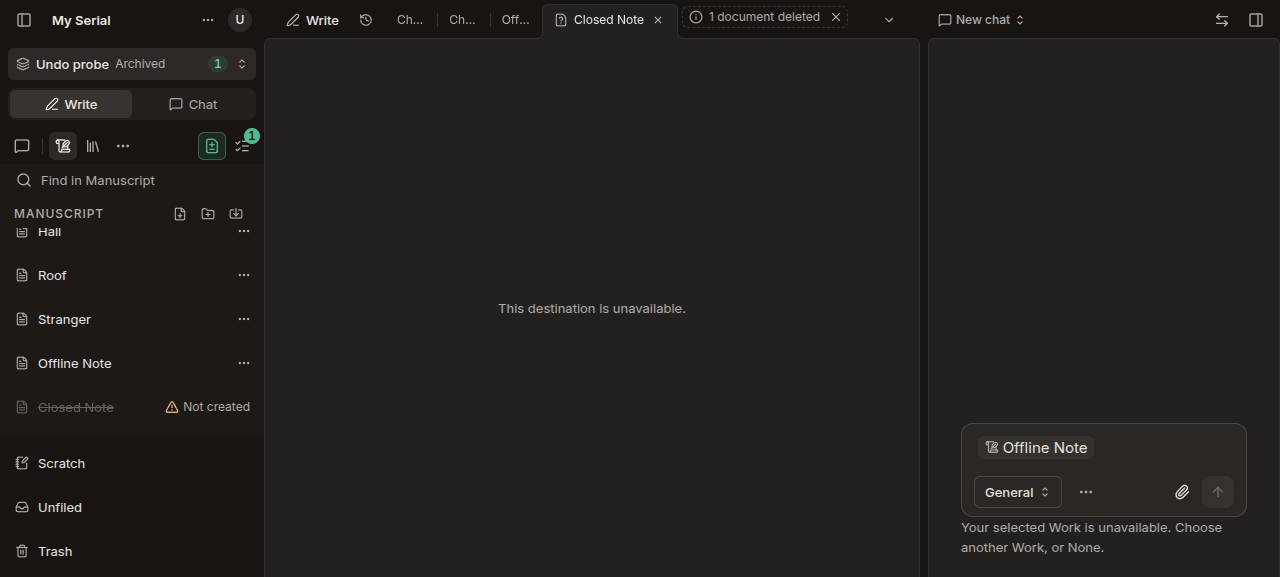 My Serial
U
Write
Ch...
Ch...
Off...
Closed Note
1 document deleted
New chat
Undo probe Archived 1
Write
Chat
1
Find in Manuscript
MANUSCRIPT
Hall
Roof
Stranger
Offline Note
Closed Note Not created
Scratch
Unfiled
Trash
This destination is unavailable.
Offline Note
General
Your selected Work is unavailable. Choose
another Work, or None.